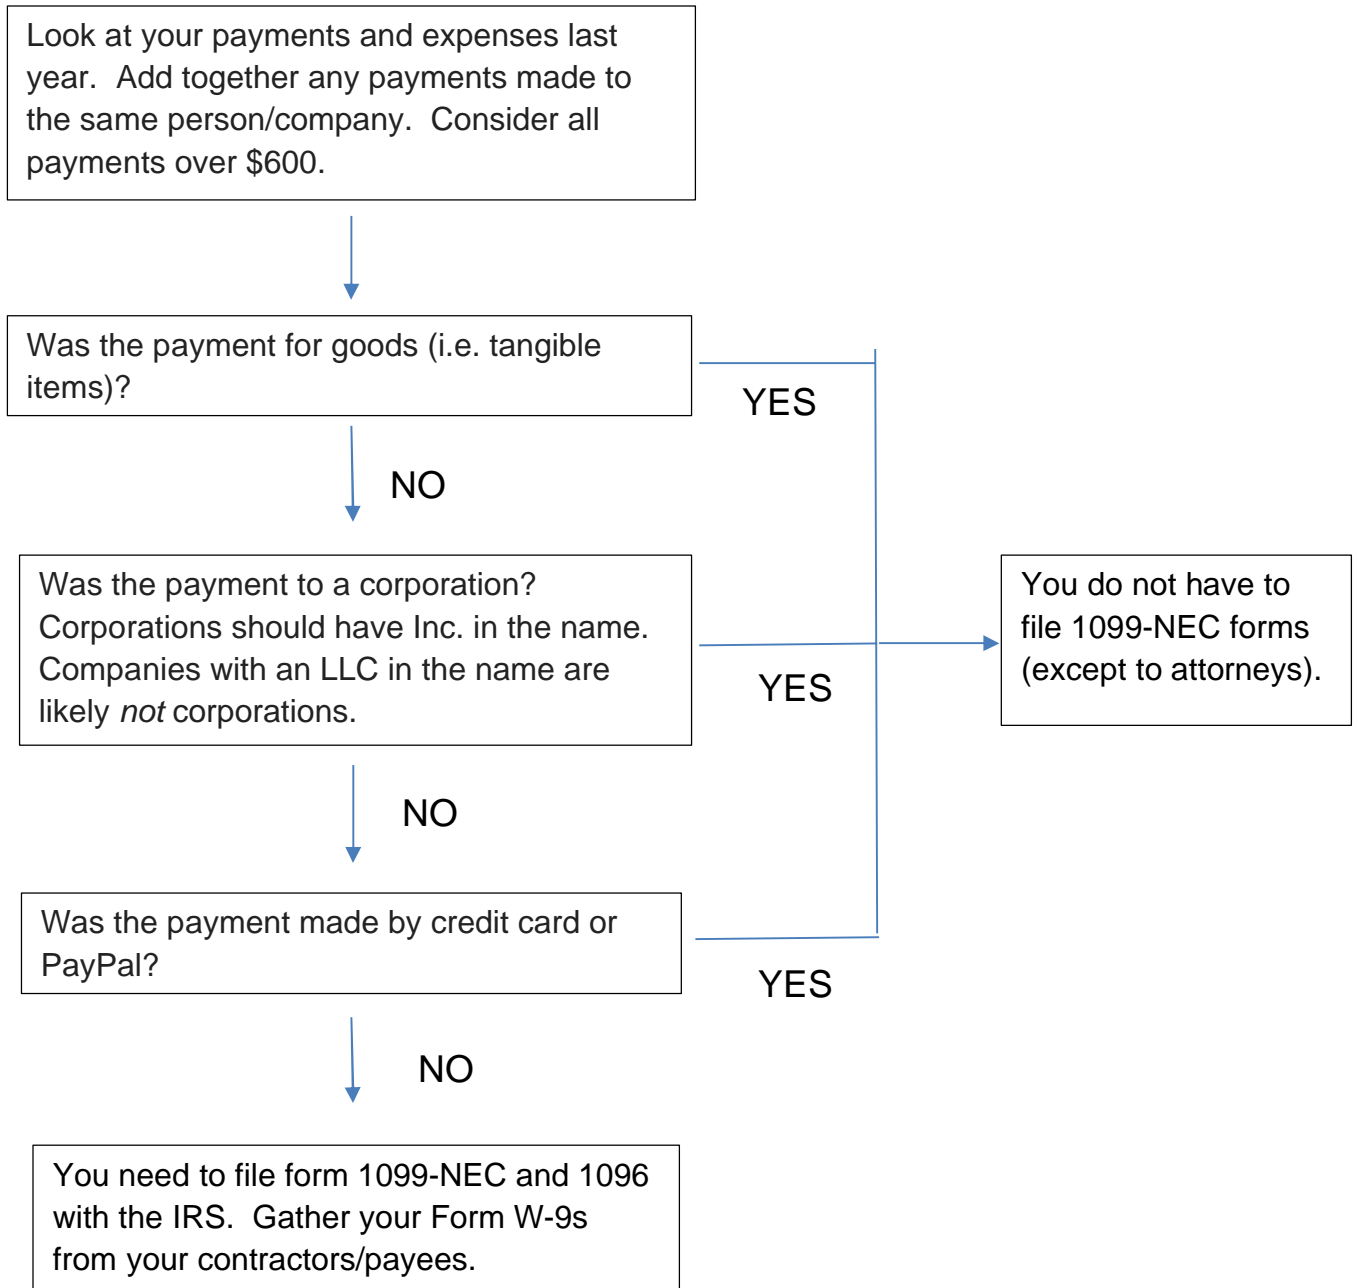 Look at your payments and expenses last
year.  Add together any payments made to
the same person/company.  Consider all
payments over $600.
Was the payment for goods (i.e. tangible
items)?
YES
NO
Was the payment to a corporation?
Corporations should have Inc. in the name.
Companies with an LLC in the name are
likely not corporations.
YES
You do not have to
file 1099-NEC forms
(except to attorneys).
NO
Was the payment made by credit card or
PayPal?
YES
NO
You need to file form 1099-NEC and 1096
with the IRS.  Gather your Form W-9s
from your contractors/payees.